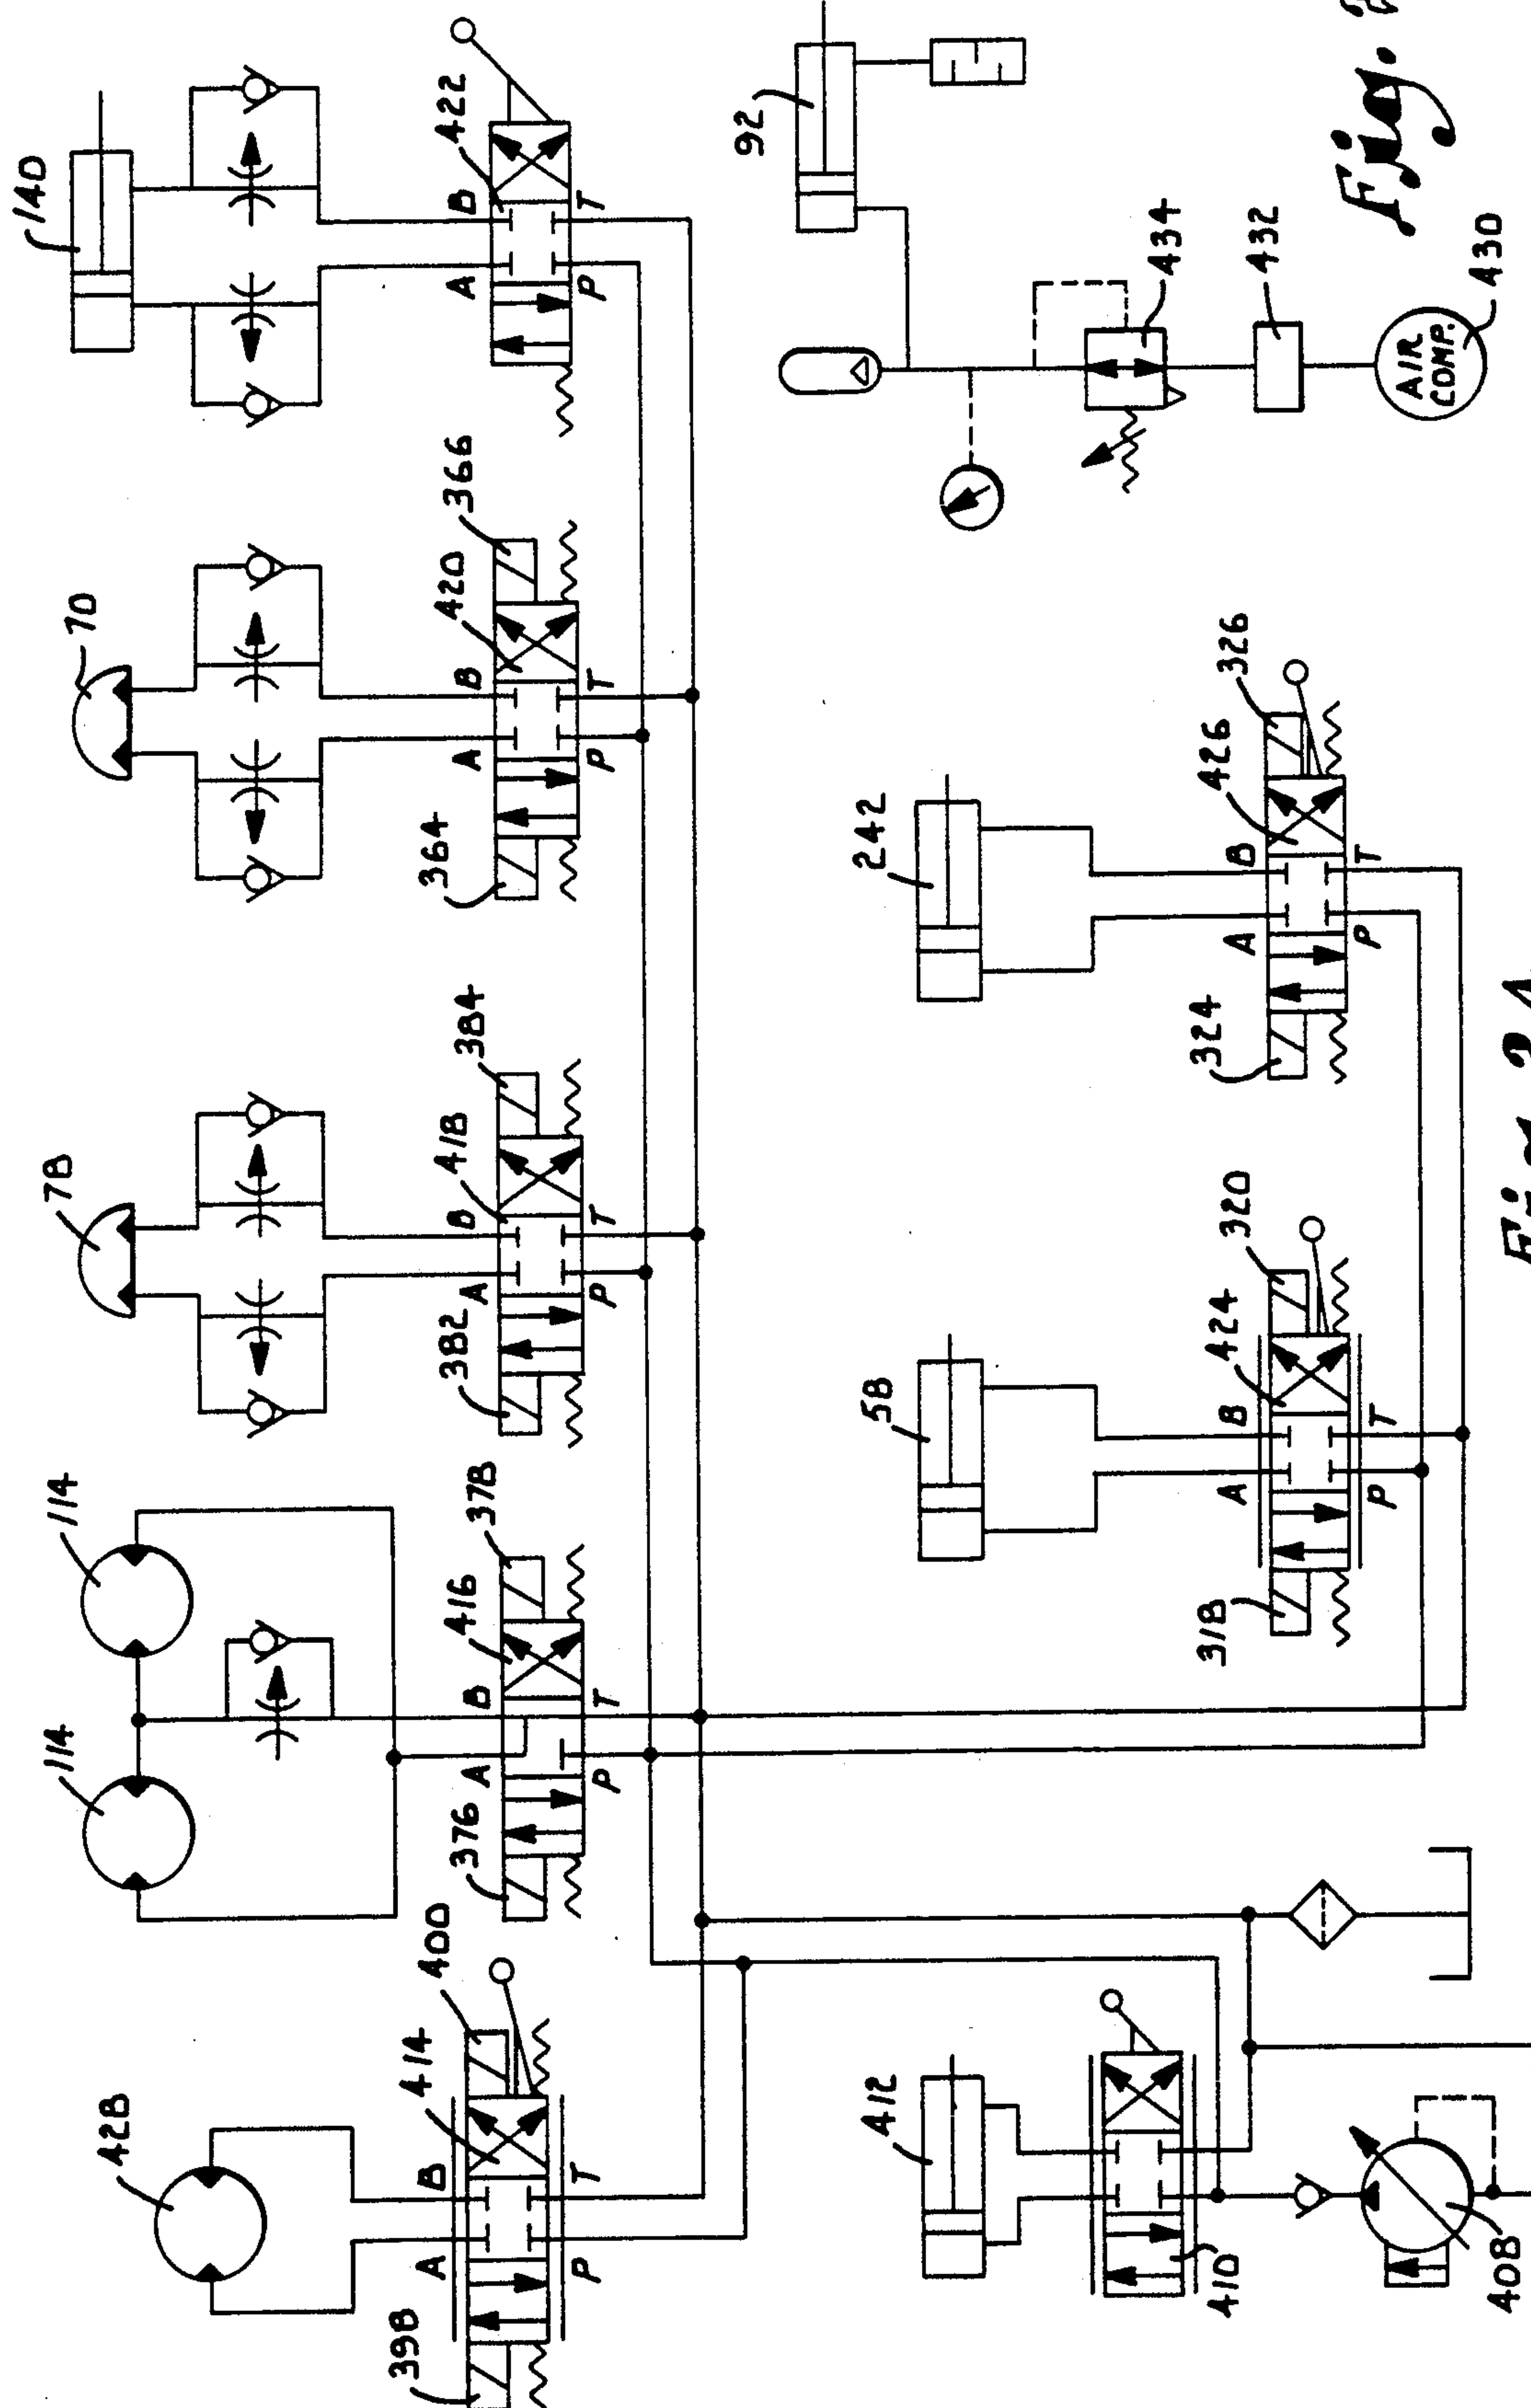 140
422
A
B
P
T
70
420
366
364
A
B
P
T
78
418
384
382
A
B
P
T
114
114
416
378
376
A
B
P
T
428
414
400
398
A
B
P
T
92
434
432
AIR
COMP.
430
Fig.
242
426
326
324
A
B
P
T
58
424
320
318
A
B
P
T
412
410
408